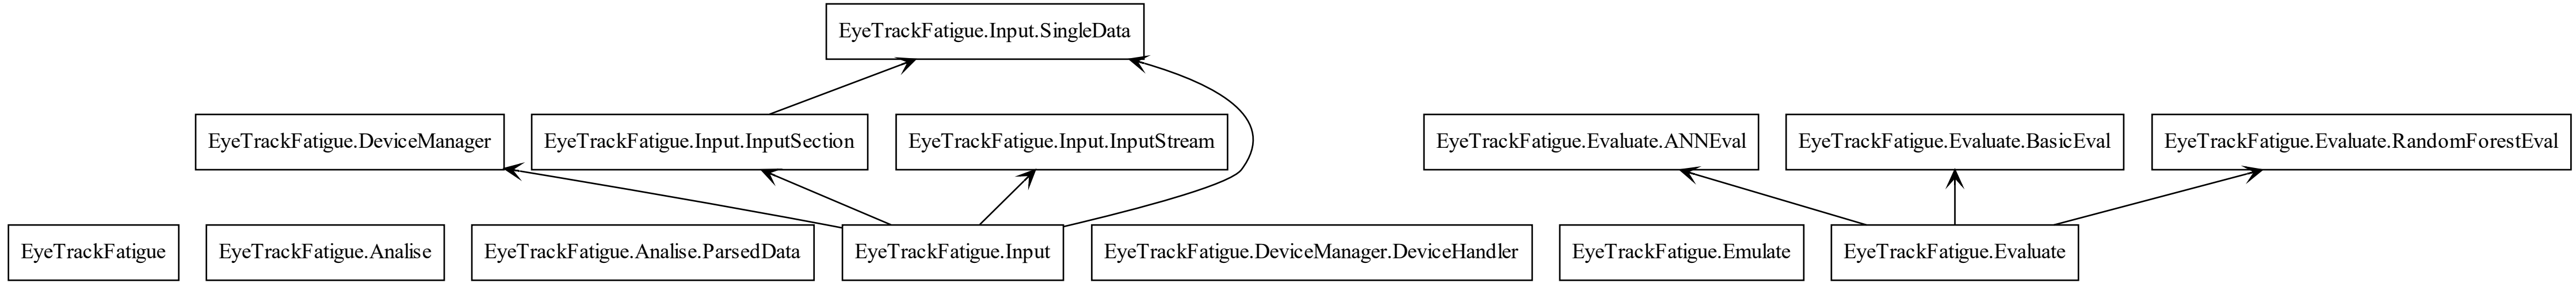 EyeTrackFatigue.Input.SingleData
EyeTrackFatigue.DeviceManager
EyeTrackFatigue.Input.InputSection
EyeTrackFatigue.Input.InputStream
EyeTrackFatigue.Evaluate.ANNEval
EyeTrackFatigue.Evaluate.BasicEval
EyeTrackFatigue.Evaluate.RandomForestEval
EyeTrackFatigue
EyeTrackFatigue.Analise
EyeTrackFatigue.Analise.ParsedData
EyeTrackFatigue.Input
EyeTrackFatigue.DeviceManager.DeviceHandler
EyeTrackFatigue.Emulate
EyeTrackFatigue.Evaluate